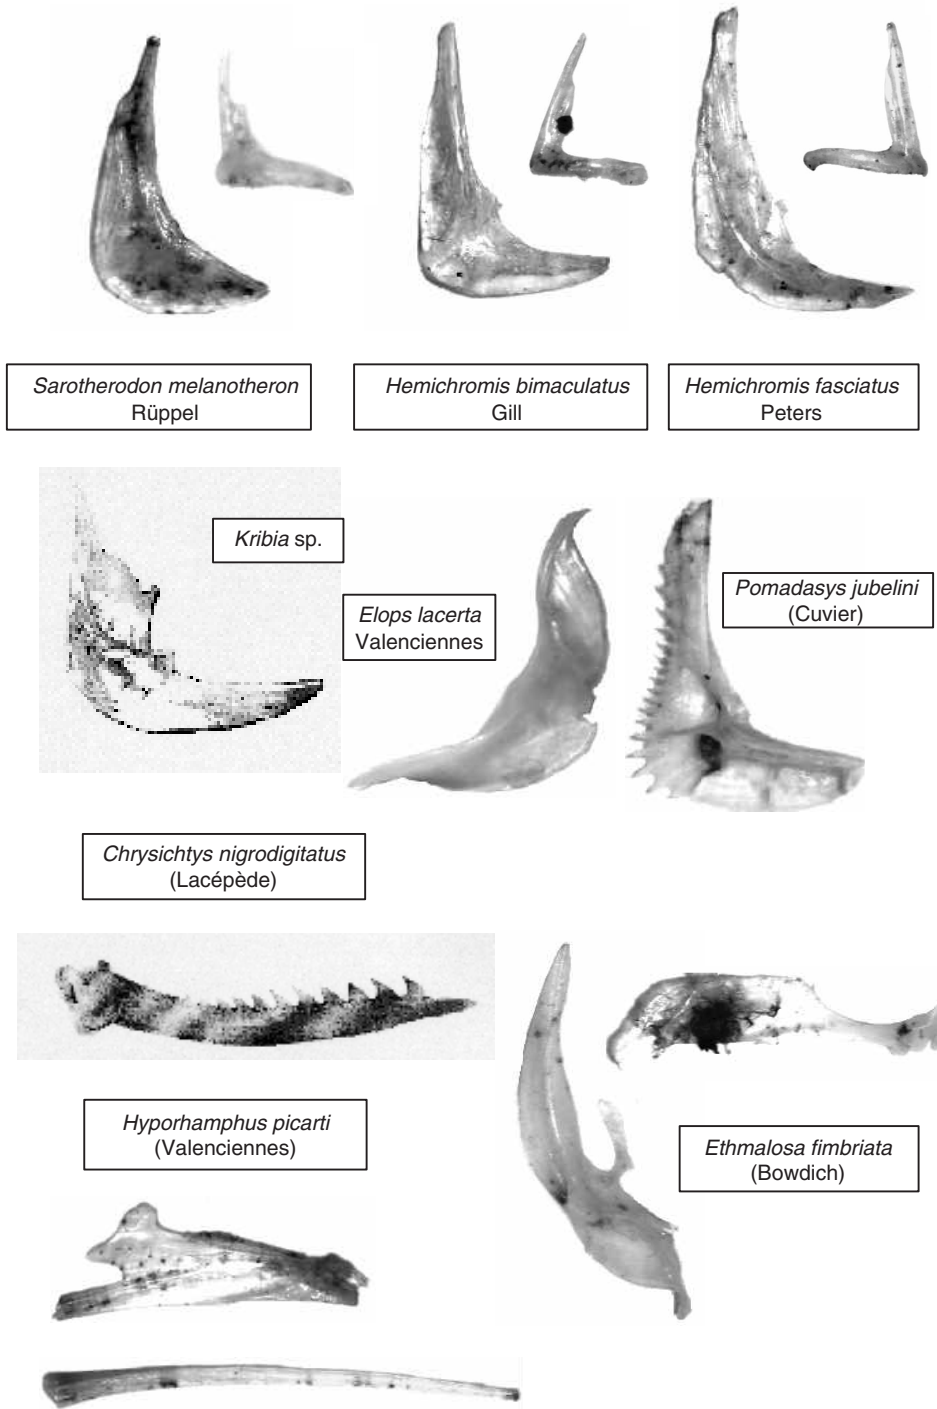 Sarotherodon melanotheron
Rüppel
Hemichromis bimaculatus
Gill
Hemichromis fasciatus
Peters
Kribia sp.
Elops lacerta
Valenciennes
Pomadasys jubelini
(Cuvier)
Chrysichtys nigrodigitatus
(Lacépède)
Hyporhamphus picarti
(Valenciennes)
Ethmalosa fimbriata
(Bowdich)